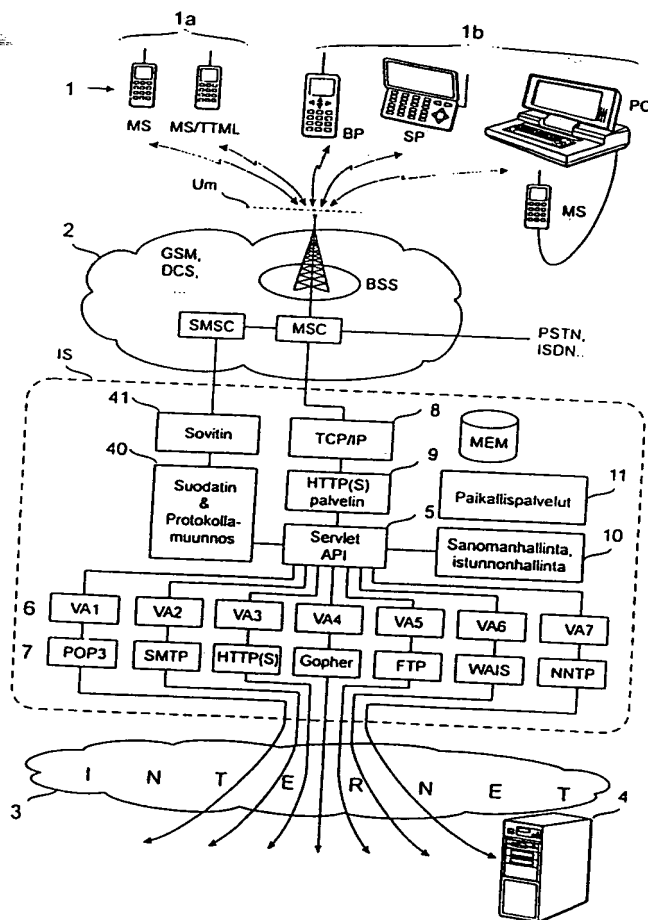 1a
1b
1
MS
MS/TTML
BP
SP
PC
Um
MS
2
GSM,
DCS,
...
BSS
SMSC
MSC
PSTN,
ISDN..
IS
41
Sovitin
8
TCP/IP
MEM
40
Suodatin
&
Protokolla-
muunnos
9
HTTP(S)
palvelin
11
Paikallispalvelut
5
Servlet
API
10
Sanomanhallinta,
istunnonhallinta
6
VA1
VA2
VA3
VA4
VA5
VA6
VA7
7
POP3
SMTP
HTTP(S)
Gopher
FTP
WAIS
NNTP
I N T E R N E T
3
4